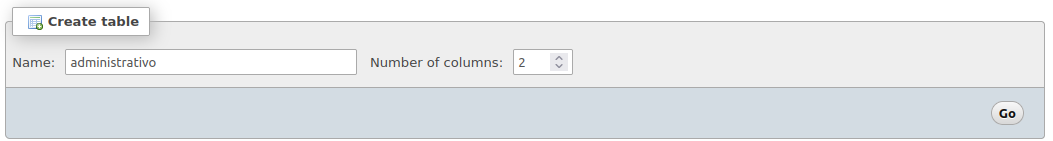 Create table
Name: administrativo Number of columns: 2
Go